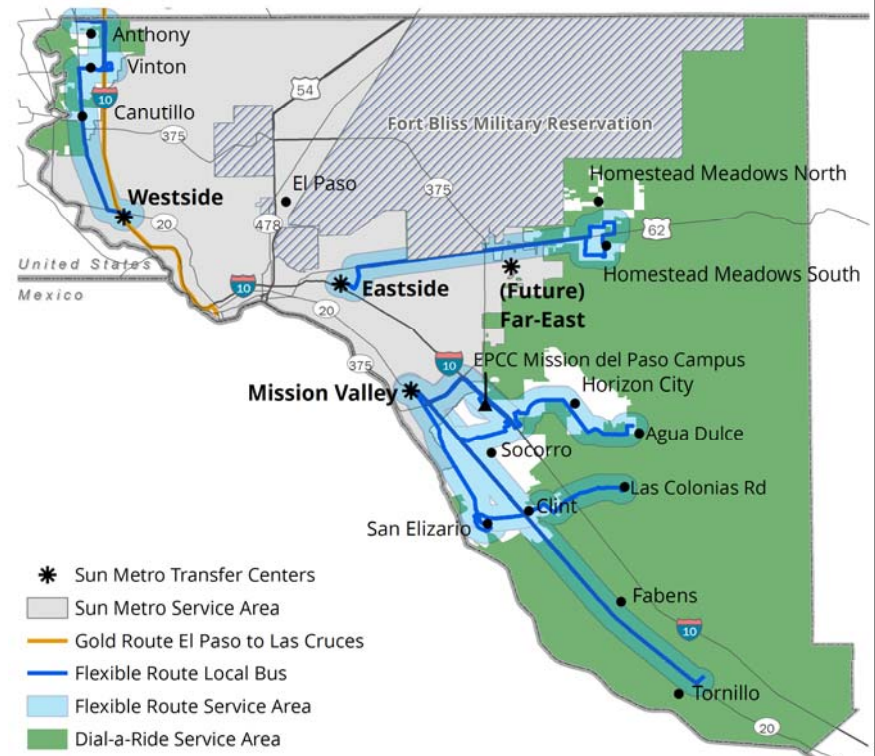 Anthony
Vinton
10
Canutillo
54
375
Fort Bliss Military Reservation
Westside
20
El Paso
478
375
Homestead Meadows North
62
Homestead Meadows South
United States
Mexico
10
Eastside
(Future)
Far-East
20
375
10
EPCC Mission del Paso Campus
Mission Valley
Horizon City
Agua Dulce
Socorro
Las Colonias Rd
Clint
San Elizario
Fabens
10
Tornillo
20
Sun Metro Transfer Centers
Sun Metro Service Area
Gold Route El Paso to Las Cruces
Flexible Route Local Bus
Flexible Route Service Area
Dial-a-Ride Service Area